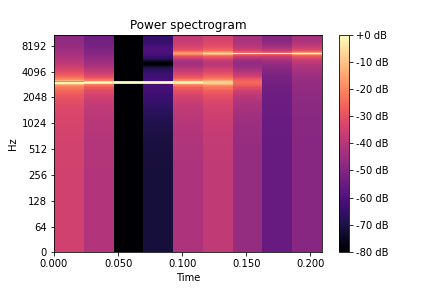 Power spectrogram
Hz
8192
4096
2048
1024
512
256
128
64
0
0.000 0.050 0.100 0.150 0.200
Time
+0 dB
-10 dB
-20 dB
-30 dB
-40 dB
-50 dB
-60 dB
-70 dB
-80 dB